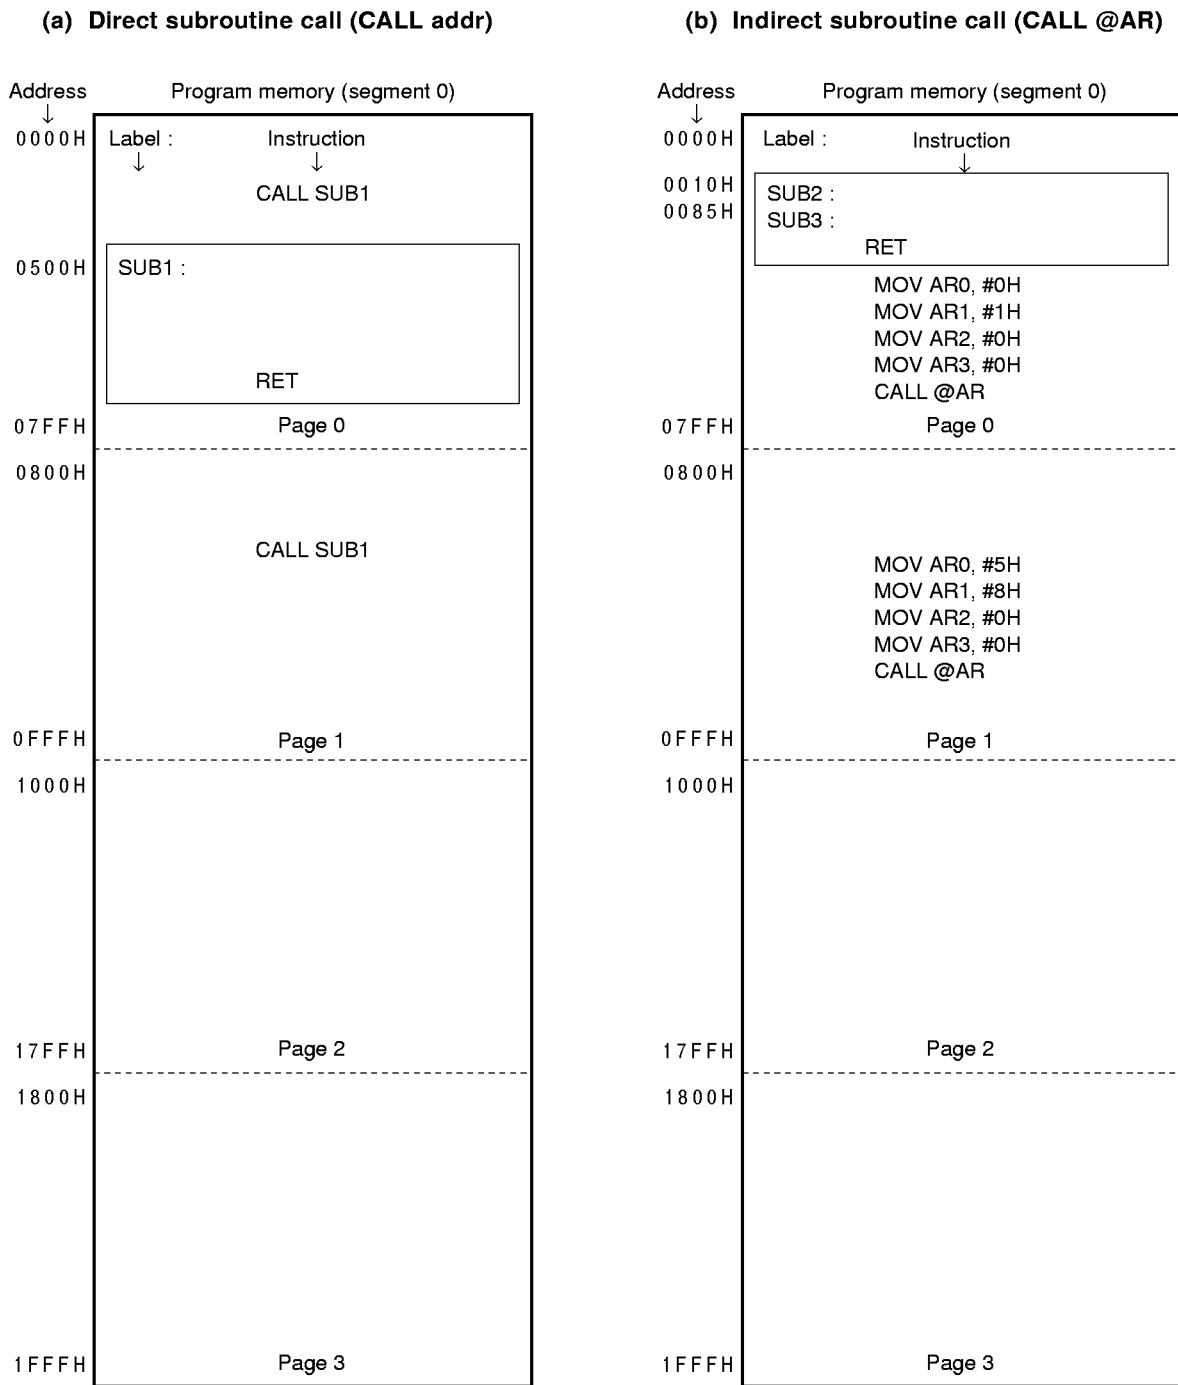 (a) Direct subroutine call (CALL addr)
Address
Program memory (segment 0)
0000H
Label :
Instruction
CALL SUB1
0500H
SUB1 :
RET
07FFH
Page 0
0800H
CALL SUB1
0FFFH
Page 1
1000H
17FFH
Page 2
1800H
1FFFH
Page 3
(b) Indirect subroutine call (CALL @AR)
Address
Program memory (segment 0)
0000H
Label :
Instruction
0010H
SUB2 :
0085H
SUB3 :
RET
MOV AR0, #0H
MOV AR1, #1H
MOV AR2, #0H
MOV AR3, #0H
CALL @AR
07FFH
Page 0
0800H
MOV AR0, #5H
MOV AR1, #8H
MOV AR2, #0H
MOV AR3, #0H
CALL @AR
0FFFH
Page 1
1000H
17FFH
Page 2
1800H
1FFFH
Page 3